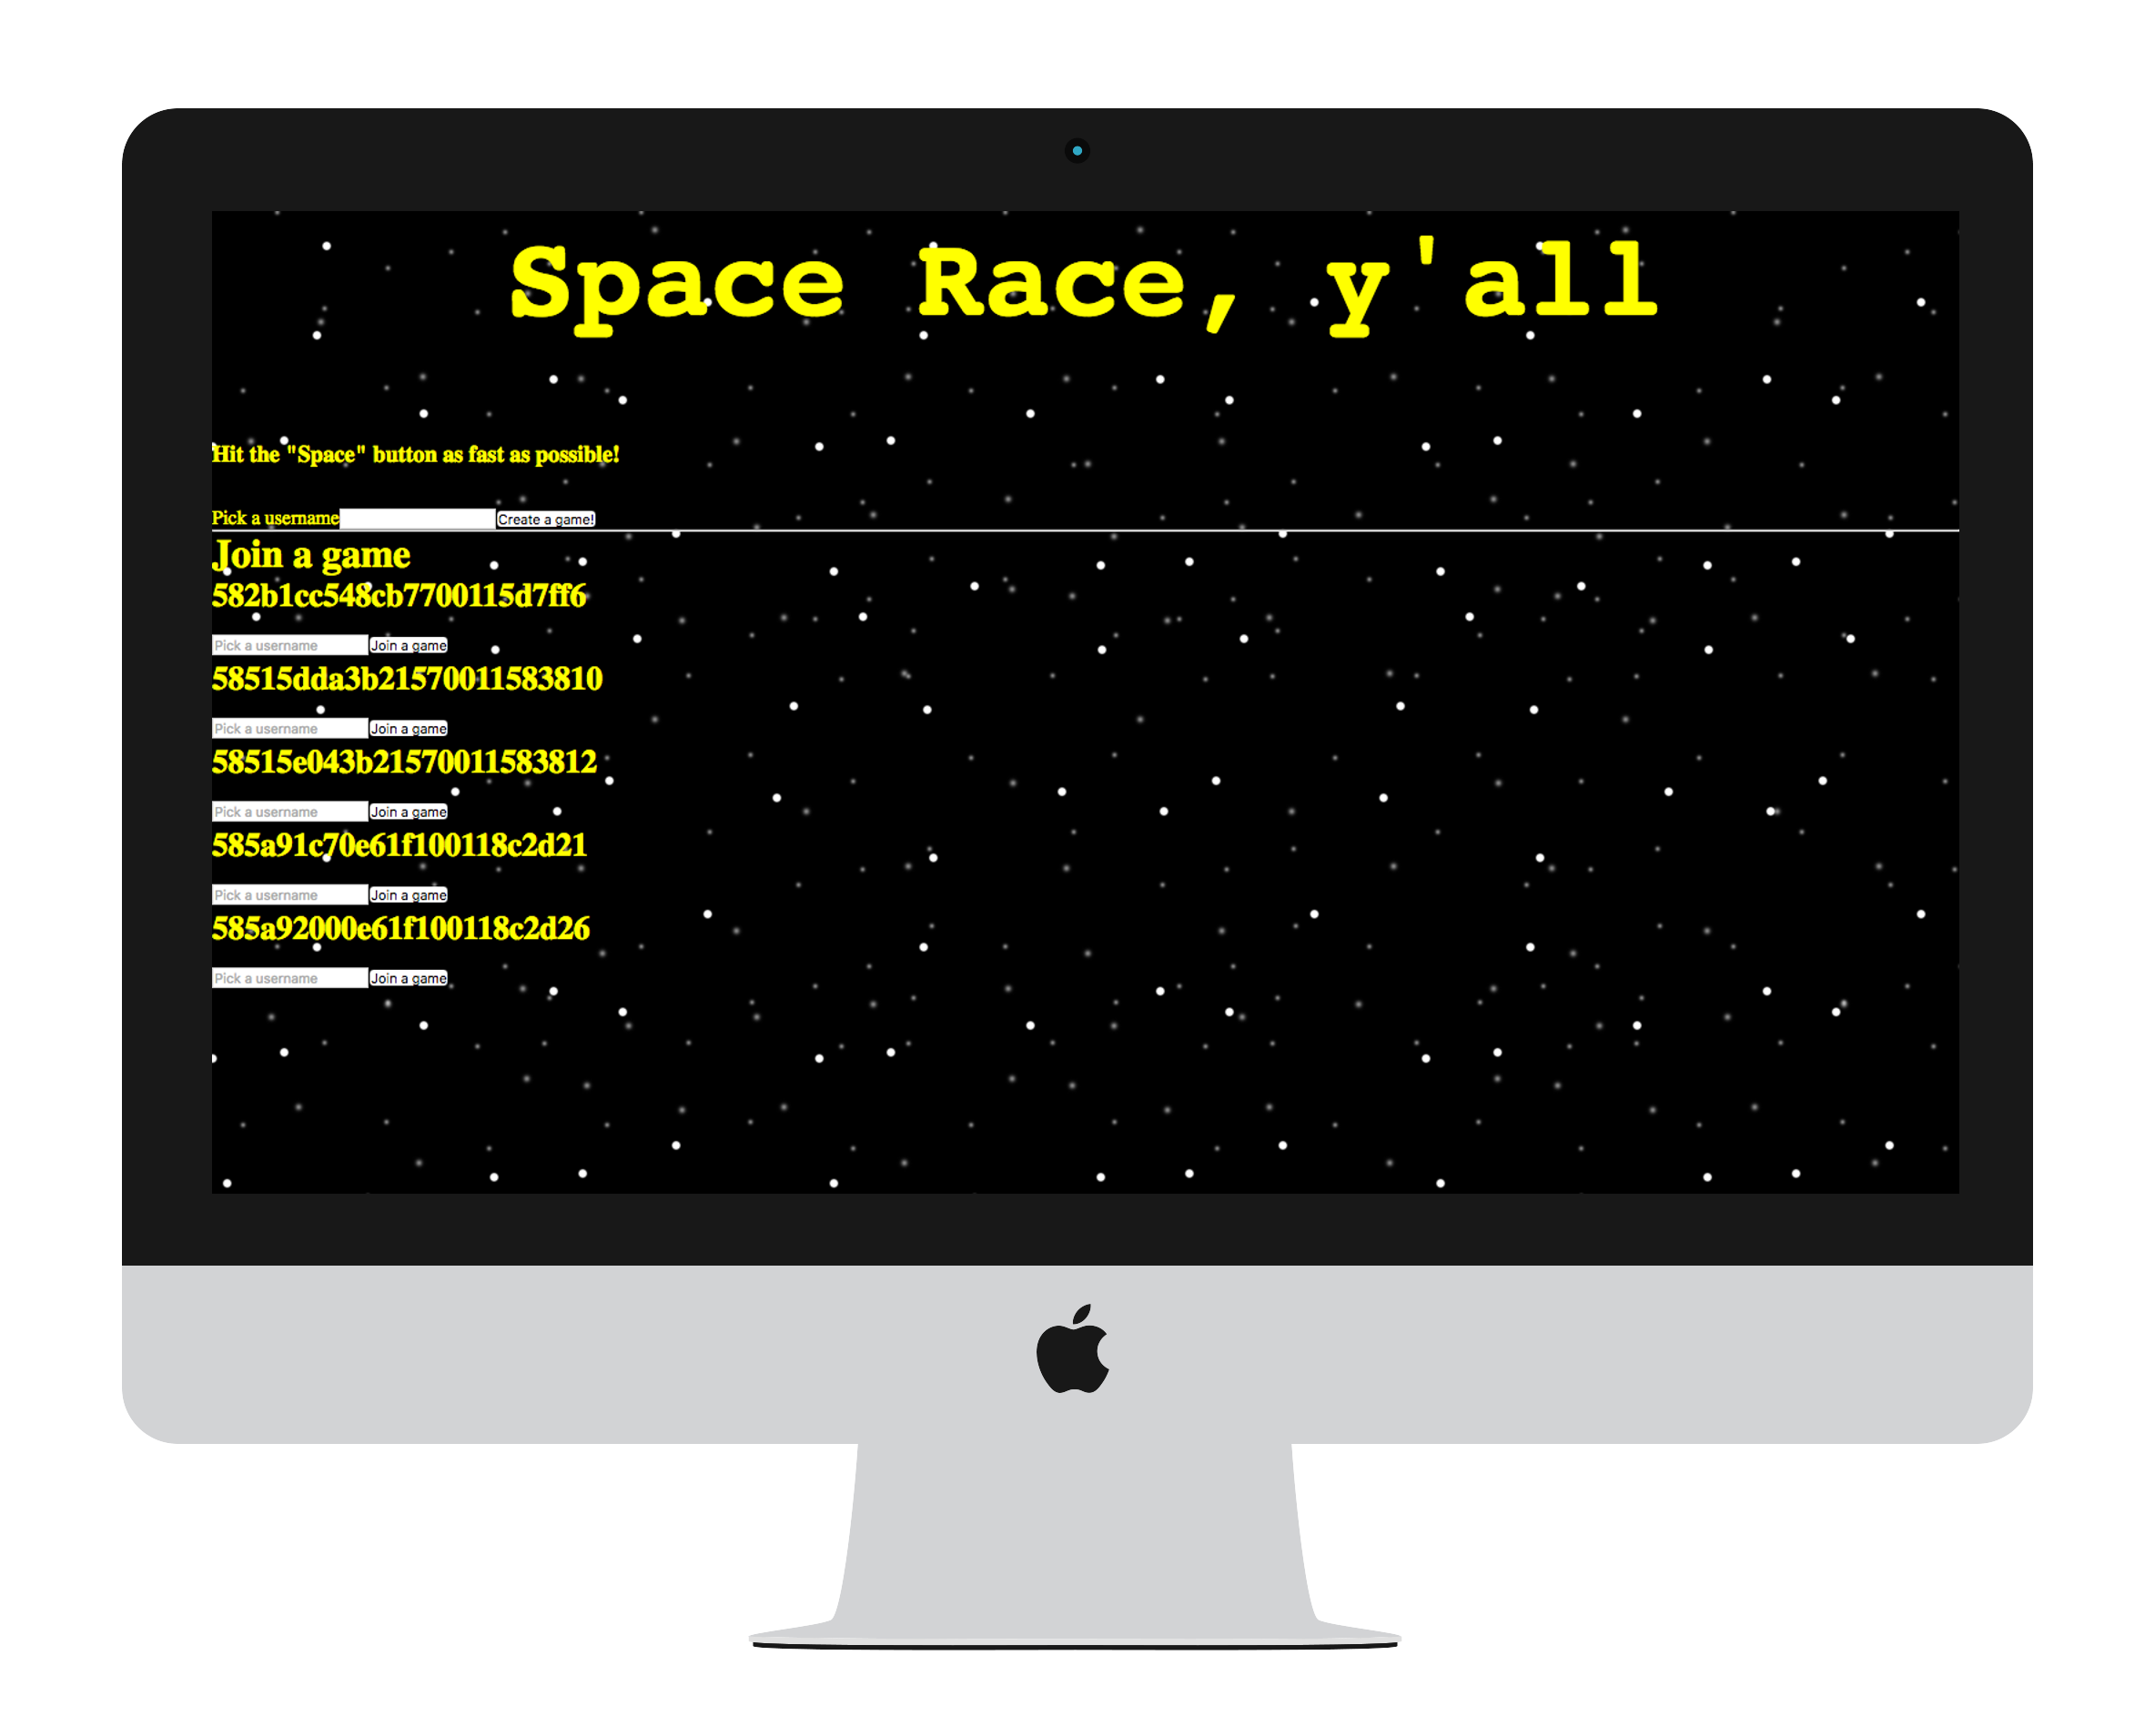 Space Race, y'all
Hit the "Space" button as fast as possible!
Pick a username Create a game!
Join a game
582b1cc548cb7700115d7ff6
Pick a username Join a game
58515dda3b21570011583810
Pick a username Join a game
58515e043b21570011583812
Pick a username Join a game
585a91c70e61f100118c2d21
Pick a username Join a game
585a92000e61f100118c2d26
Pick a username Join a game